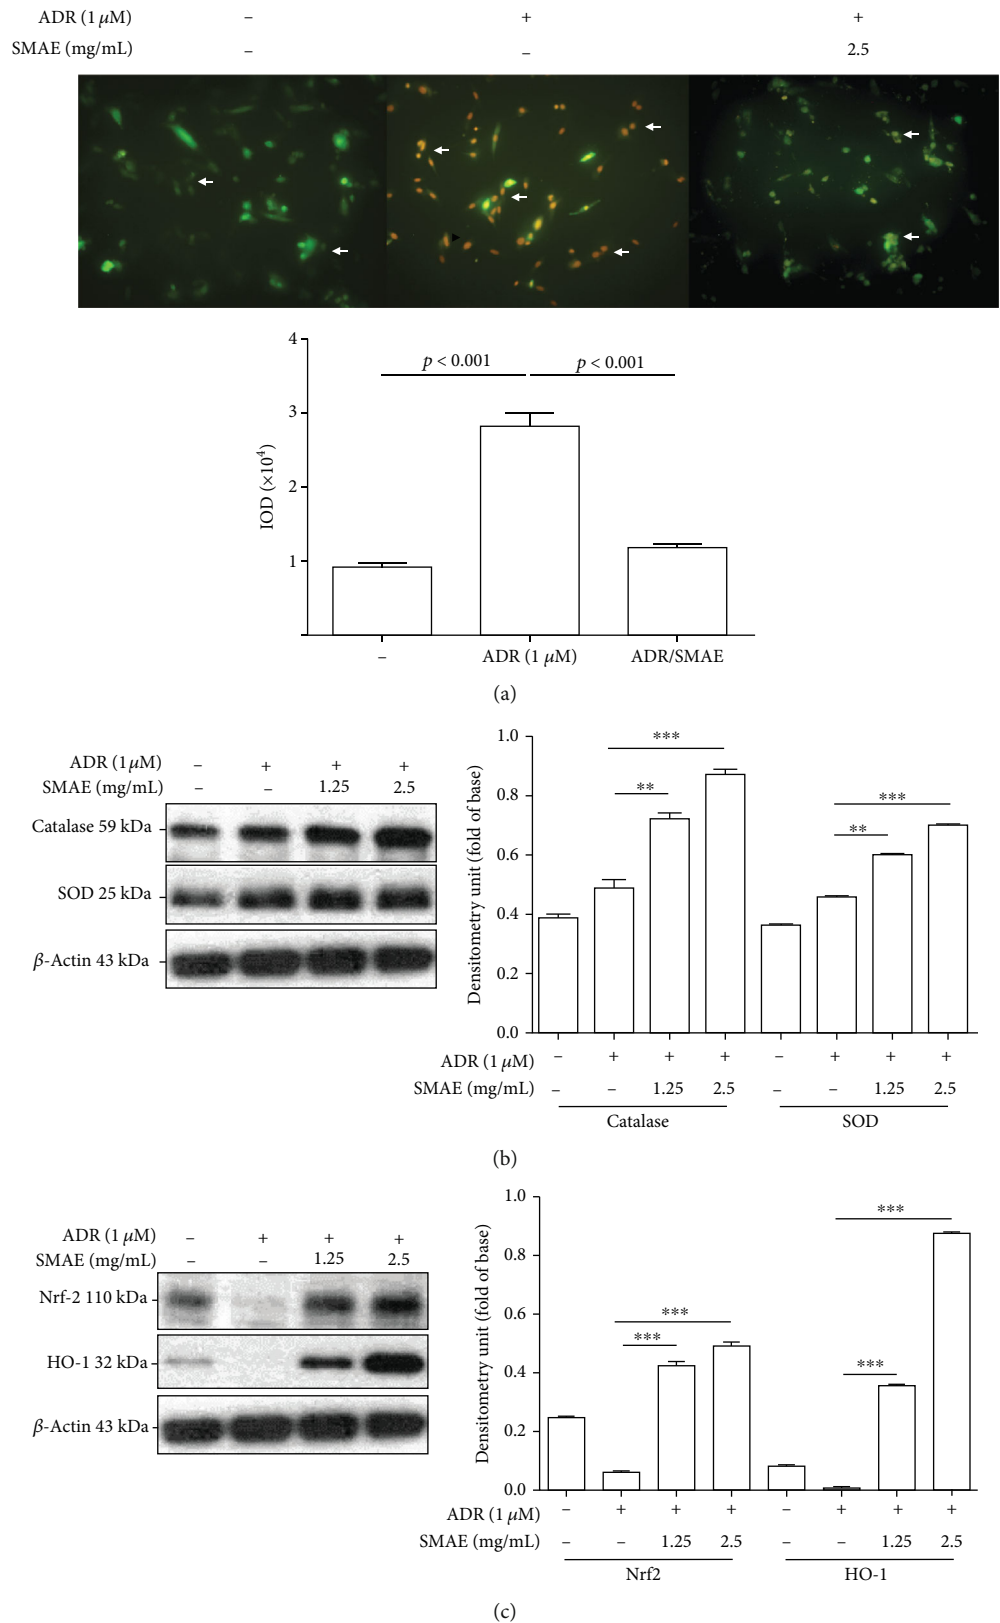 ADR (1 μM) – + +
SMAE (mg/mL) – – 2.5
4
p < 0.001 p < 0.001
3
2
1
IOD (×10⁴)
– ADR (1 μM) ADR/SMAE
(a)
ADR (1 μM) – + + +
SMAE (mg/mL) – – 1.25 2.5
Catalase 59 kDa
SOD 25 kDa
β-Actin 43 kDa
1.0
0.8
0.6
0.4
0.2
0.0
Densitometry unit (fold of base)
*** ** *** **
ADR (1 μM) – + + + – + + +
SMAE (mg/mL) – – 1.25 2.5 – – 1.25 2.5
Catalase SOD
(b)
ADR (1 μM) – + + +
SMAE (mg/mL) – – 1.25 2.5
Nrf-2 110 kDa
HO-1 32 kDa
β-Actin 43 kDa
1.0
0.8
0.6
0.4
0.2
0.0
Densitometry unit (fold of base)
*** *** *** ***
ADR (1 μM) – + + + – + + +
SMAE (mg/mL) – – 1.25 2.5 – – 1.25 2.5
Nrf2 HO-1
(c)